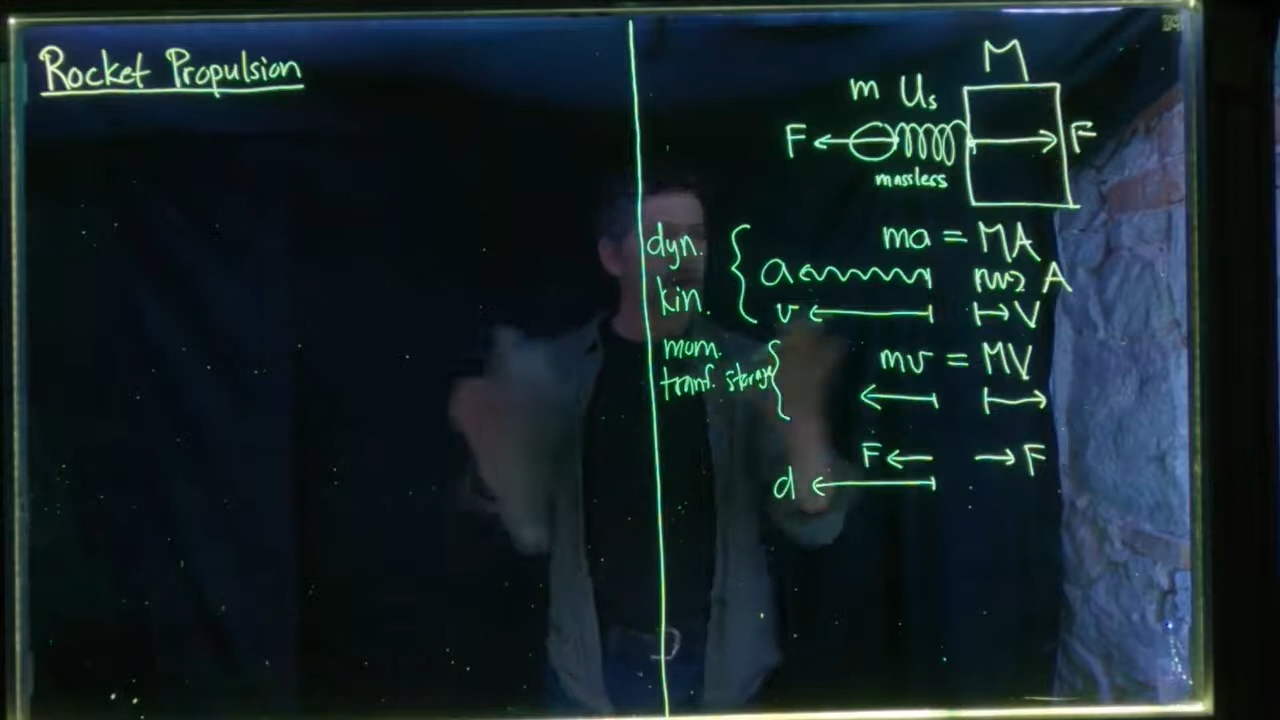 Rocket Propulsion
M
m Us
F F
massless
dyn. ma = MA
a A
kin. v V
mom. mv = MV
transf. storage
F F
d